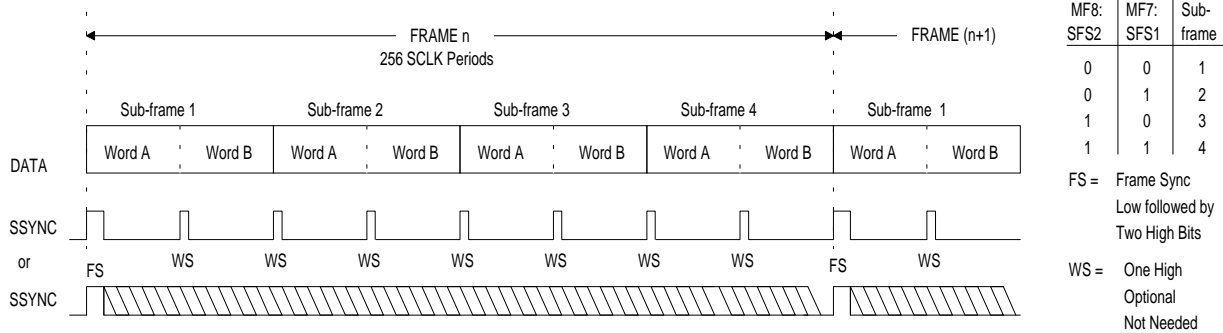 FRAME n
256 SCLK Periods
FRAME (n+1)
Sub-frame 1
Sub-frame 2
Sub-frame 3
Sub-frame 4
Sub-frame 1
DATA
Word A
Word B
Word A
Word B
Word A
Word B
Word A
Word B
Word A
Word B
SSYNC
or
FS
WS
WS
WS
WS
WS
WS
WS
FS
WS
SSYNC
MF8: MF7: Sub-
SFS2 SFS1 frame
0 0 1
0 1 2
1 0 3
1 1 4
FS = Frame Sync
Low followed by
Two High Bits
WS = One High
Optional
Not Needed